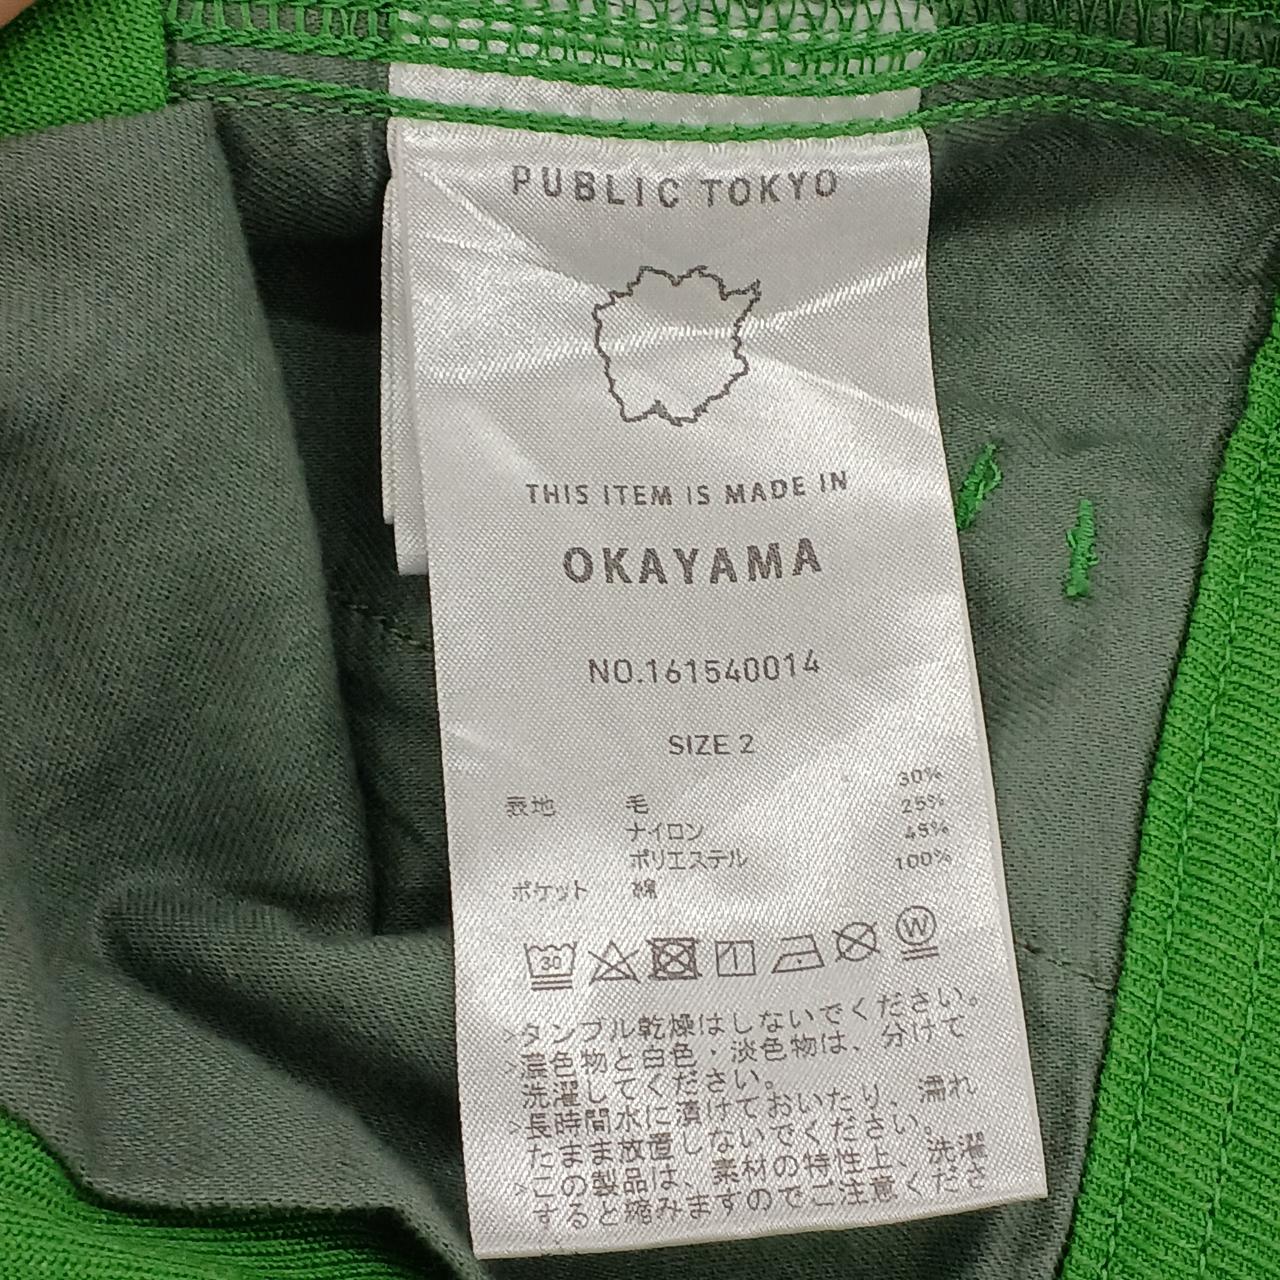 PUBLIC TOKYO
THIS ITEM IS MADE IN
OKAYAMA
NO.161540014
SIZE 2
表地 毛 30%
ナイロン 25%
ポリエステル 45%
ポケット 綿 100%
30
W
>タンブル乾燥はしないでください。
>濃色物と白色・淡色物は、分けて
洗濯してください。
>長時間水に漬けておいたり、濡れ
たまま放置しないでください。
>この製品は、素材の特性上、洗濯
すると縮みますのでご注意くださ